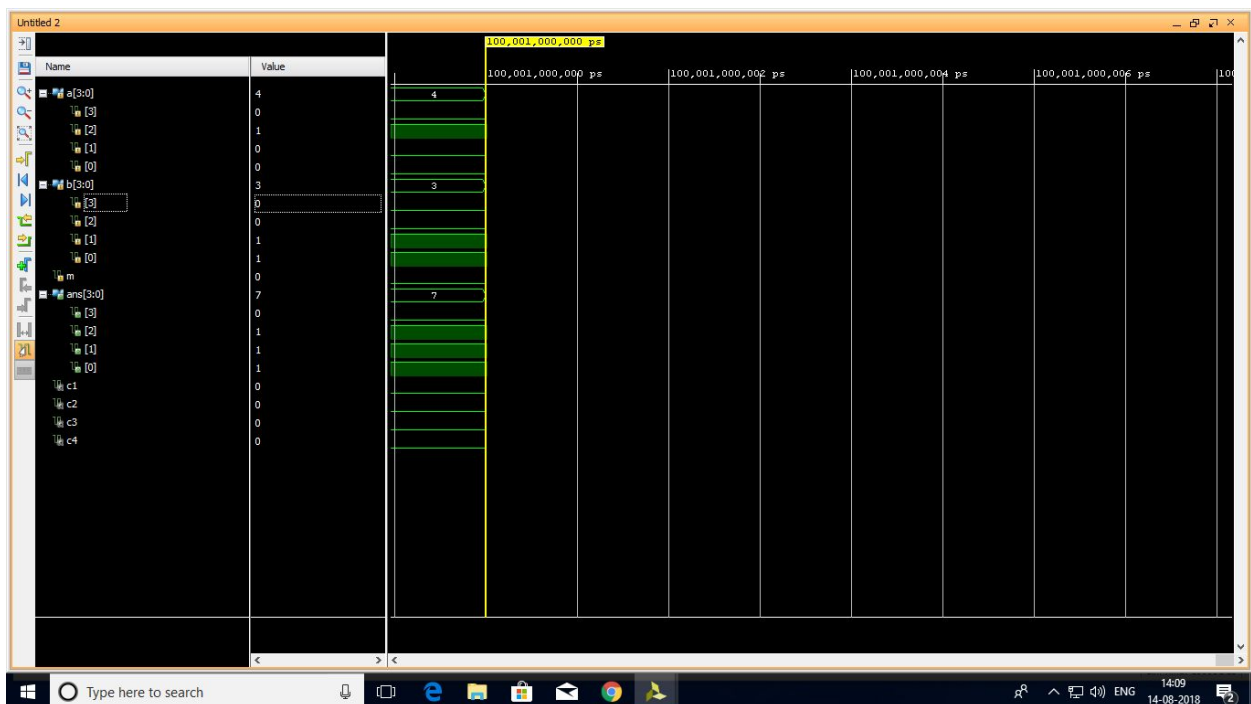 Untitled 2
100,001,000,000 ps
Name Value
100,001,000,000 ps 100,001,000,002 ps 100,001,000,004 ps 100,001,000,006 ps 100
a[3:0] 4 4
[3] 0
[2] 1
[1] 0
[0] 0
b[3:0] 3 3
[3] 0
[2] 0
[1] 1
[0] 1
m 0
ans[3:0] 7 7
[3] 0
[2] 1
[1] 1
[0] 1
c1 0
c2 0
c3 0
c4 0
Type here to search ENG 14:09
14-08-2018 2